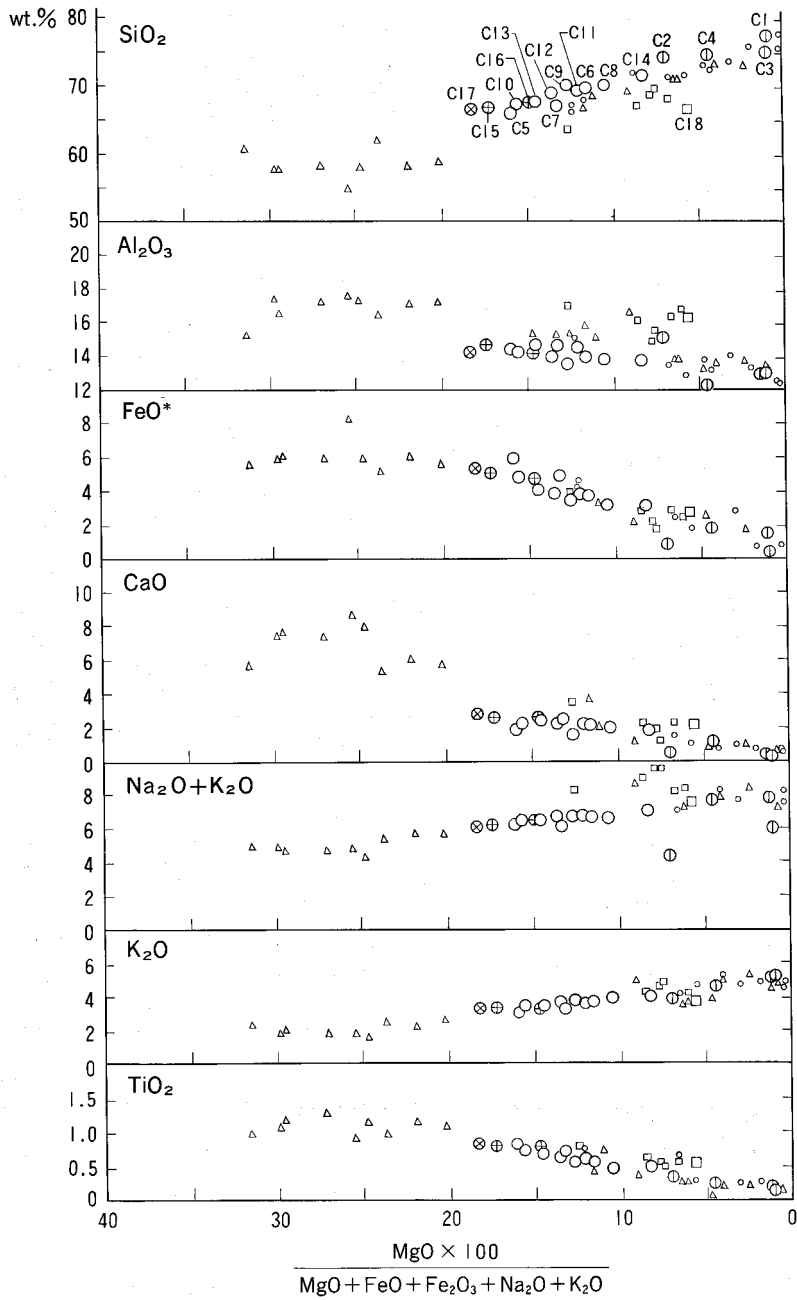 wt.%
80
SiO₂
70
60
50
C1
C13
C11
C16
C12
C2
C4
C10
C9
C6
C8
C14
C3
C17
C15
C5
C7
C18
Al₂O₃
20
18
16
14
12
FeO*
8
6
4
2
0
CaO
10
8
6
4
2
0
Na₂O+K₂O
8
6
4
2
0
K₂O
6
4
2
0
TiO₂
1.5
1.0
0.5
0
40 30 20 10 0
MgO × 100
MgO + FeO + Fe₂O₃ + Na₂O + K₂O